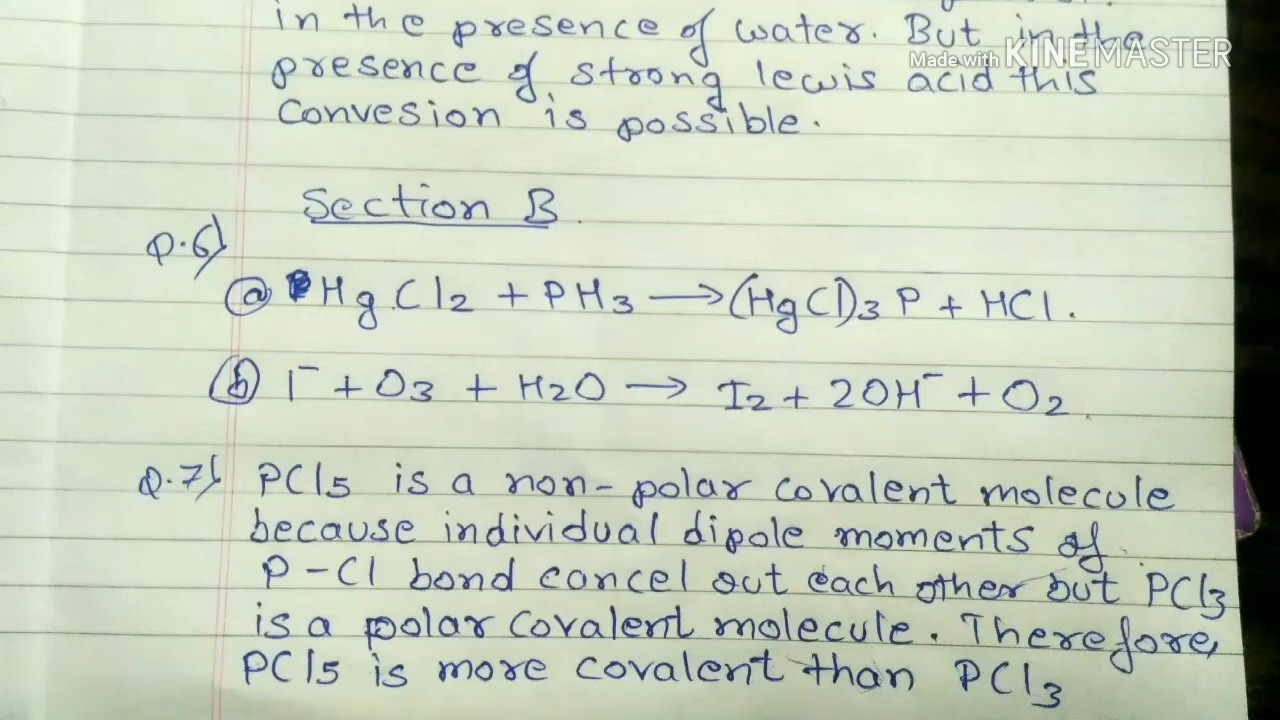 in the presence of water. But in the
Made with KINEMASTER
presence of strong lewis acid this
Convesion is possible.
Section B.
Q.6)
(a) HgCl2 + PH3 → (HgCl)3 P + HCl.
(b) I⁻ + O3 + H2O → I2 + 2OH⁻ + O2.
Q.7) PCl5 is a non-polar covalent molecule
because individual dipole moments of
P-Cl bond cancel out each other but PCl3
is a polar covalent molecule. Therefore,
PCl5 is more covalent than PCl3